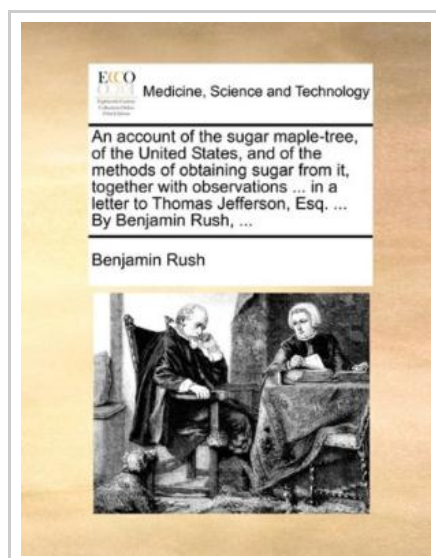 ECCO
Medicine, Science and Technology
An account of the sugar maple-tree,
of the United States, and of the
methods of obtaining sugar from it,
together with observations ... in a
letter to Thomas Jefferson, Esq. ...
By Benjamin Rush, ...
Benjamin Rush